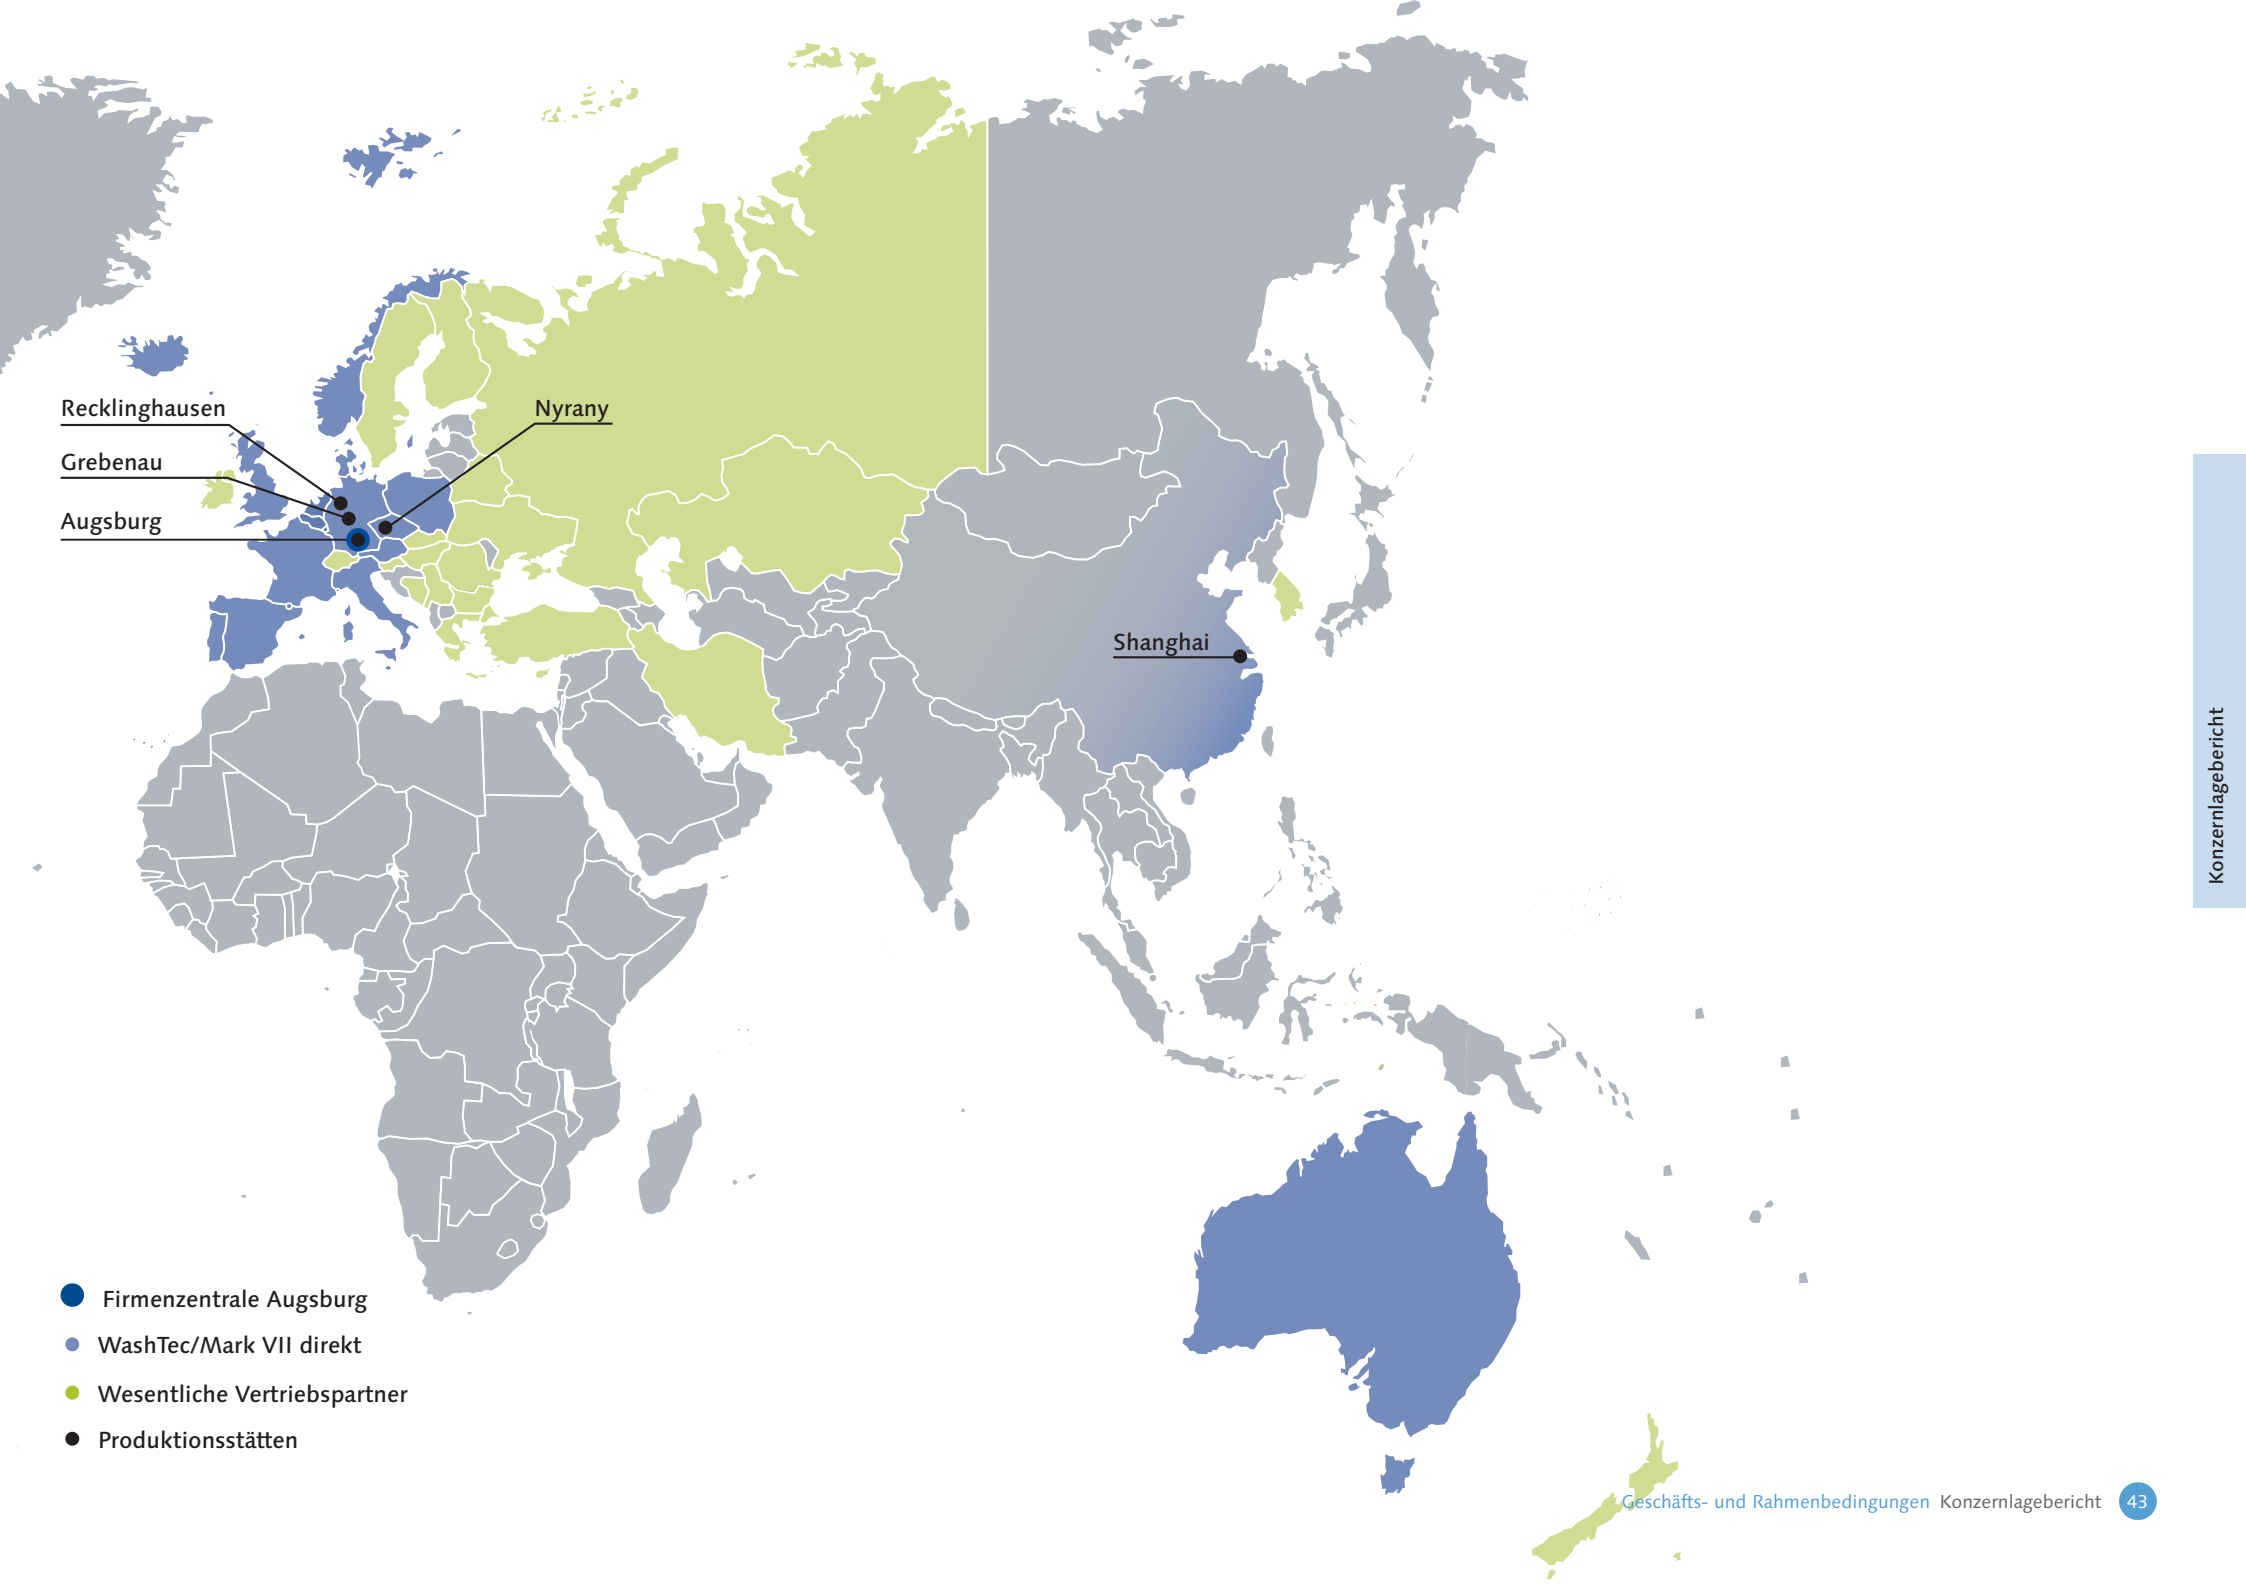 Recklinghausen
Nyrany
Grebenau
Augsburg
Shanghai
Konzernlagebericht
Firmenzentrale Augsburg
WashTec/Mark VII direkt
Wesentliche Vertriebspartner
Produktionsstätten
Geschäfts- und Rahmenbedingungen Konzernlagebericht 43